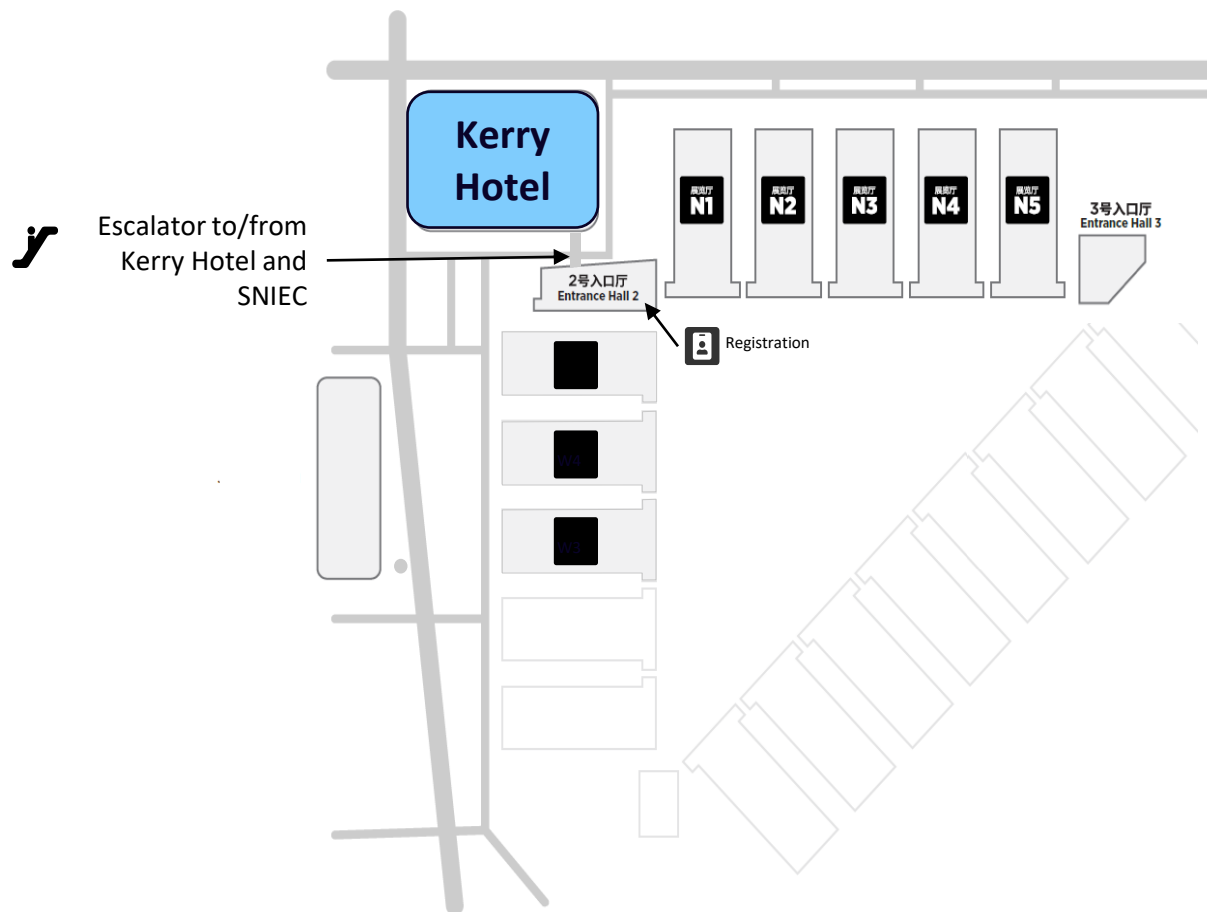 Kerry
Hotel
Escalator to/from
Kerry Hotel and
SNIEC
2号入口厅
Entrance Hall 2
Registration
展览厅
N1
展览厅
N2
展览厅
N3
展览厅
N4
展览厅
N5
3号入口厅
Entrance Hall 3
W4
W3